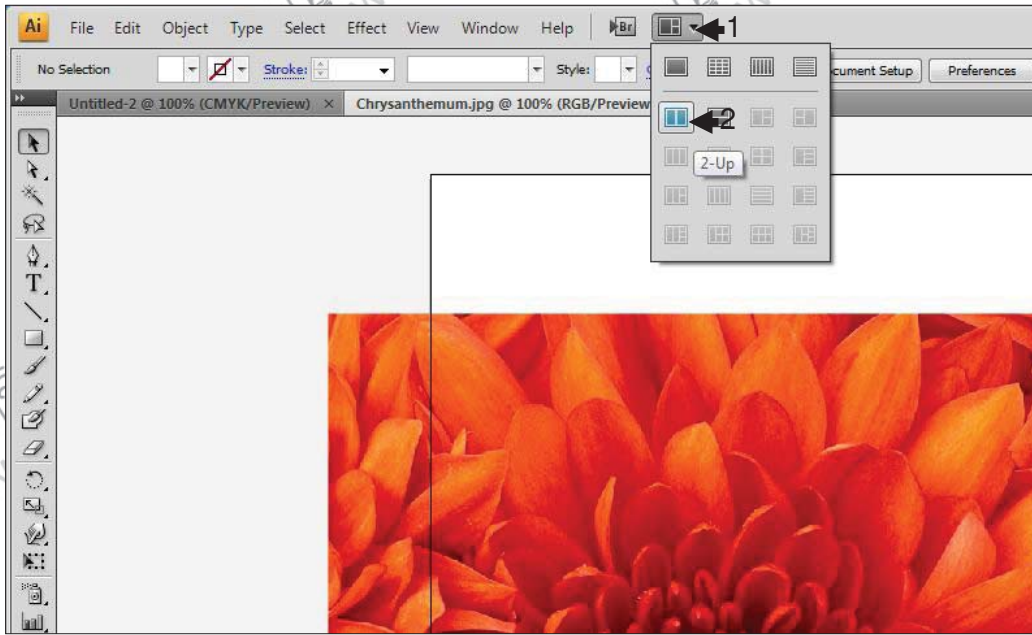 Ai File Edit Object Type Select Effect View Window Help Br 1
No Selection Stroke: Style: cument Setup Preferences
Untitled-2 @ 100% (CMYK/Preview) × Chrysanthemum.jpg @ 100% (RGB/Preview
2
2-Up
T